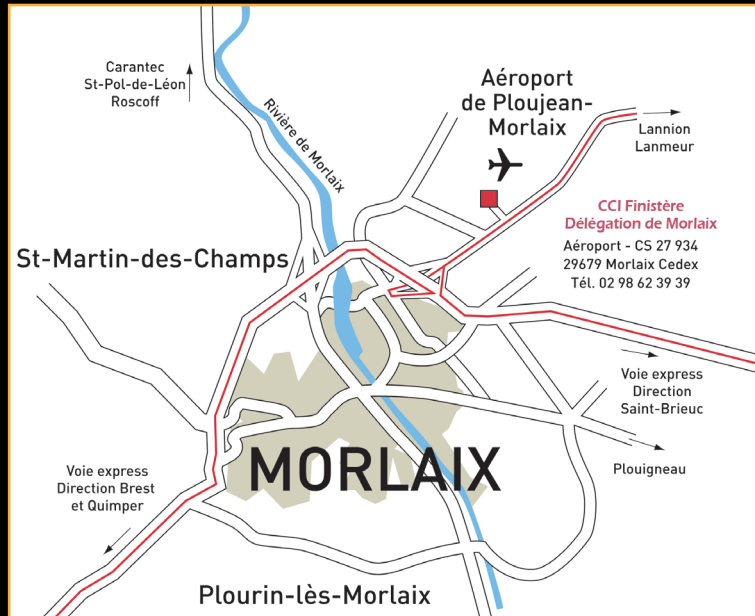 Carantec
St-Pol-de-Léon
Roscoff
Rivière de Morlaix
Aéroport
de Ploujean-
Morlaix
Lannion
Lanmeur
CCI Finistère
Délégation de Morlaix
Aéroport - CS 27 934
29679 Morlaix Cedex
Tél. 02 98 62 39 39
St-Martin-des-Champs
Voie express
Direction
Saint-Brieuc
MORLAIX
Plouigneau
Voie express
Direction Brest
et Quimper
Plourin-lès-Morlaix